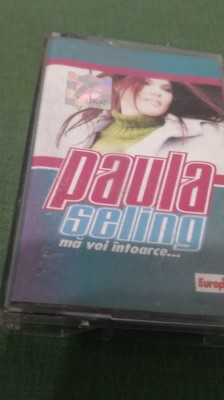 paula
seling
mă voi întoarce...
Europ